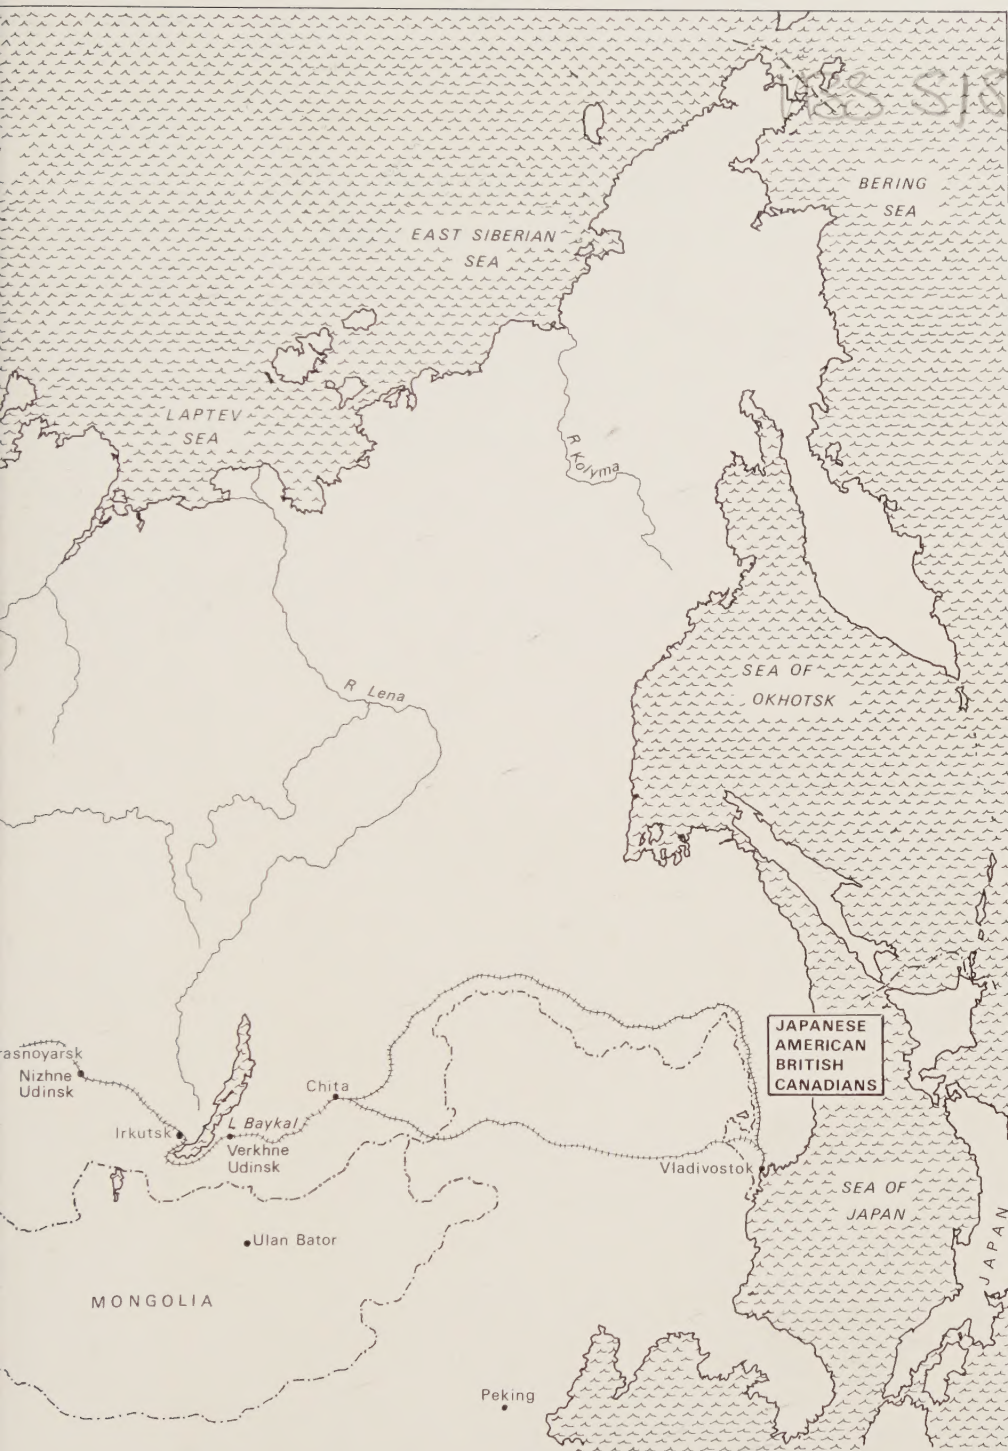 BERING
SEA
EAST SIBERIAN
SEA
LAPTEV
SEA
R Kolyma
R Lena
SEA OF
OKHOTSK
JAPANESE
AMERICAN
BRITISH
CANADIANS
rasnoyarsk
Nizhne
Udinsk
Chita
Irkutsk
L Baykal
Verkhne
Udinsk
Vladivostok
SEA OF
JAPAN
JAPAN
Ulan Bator
MONGOLIA
Peking